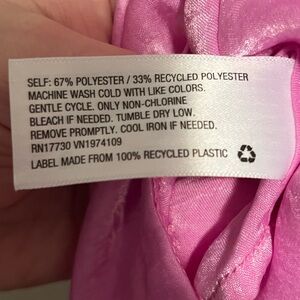 SELF: 67% POLYESTER / 33% RECYCLED POLYESTER
MACHINE WASH COLD WITH LIKE COLORS.
GENTLE CYCLE. ONLY NON-CHLORINE
BLEACH IF NEEDED. TUMBLE DRY LOW.
REMOVE PROMPTLY. COOL IRON IF NEEDED.
RN17730 VN1974109
LABEL MADE FROM 100% RECYCLED PLASTIC